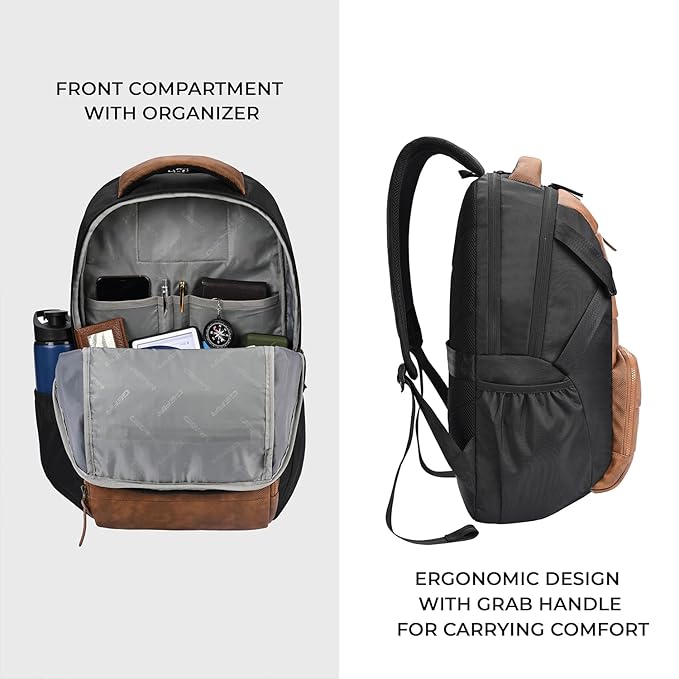 FRONT COMPARTMENT
WITH ORGANIZER
ERGONOMIC DESIGN
WITH GRAB HANDLE
FOR CARRYING COMFORT